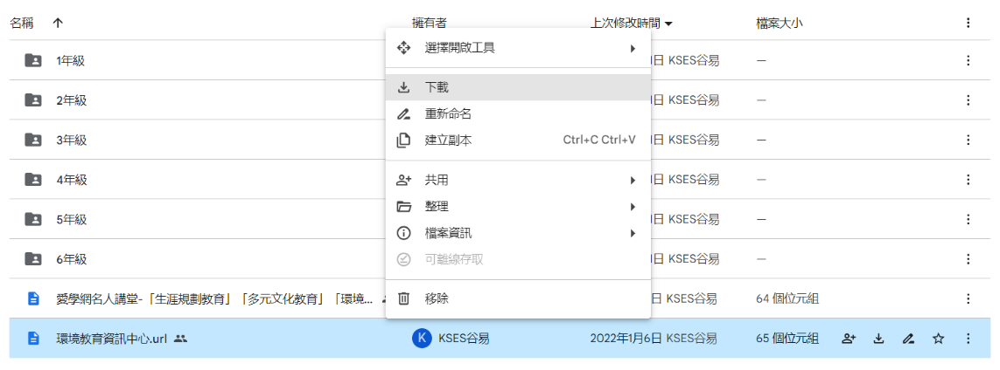 名稱 擁有者 上次修改時間 檔案大小
選擇開啟工具
1年級 日 KSES谷易 —
下載
2年級 日 KSES谷易 —
重新命名
3年級 建立副本 Ctrl+C Ctrl+V 日 KSES谷易 —
4年級 共用 日 KSES谷易 —
整理
5年級 日 KSES谷易 —
檔案資訊
6年級 可離線存取 日 KSES谷易 —
愛學網名人講堂-「生涯規劃教育」「多元文化教育」「環境... 移除 日 KSES谷易 64 個位元組
環境教育資訊中心.url K KSES谷易 2022年1月6日 KSES谷易 65 個位元組